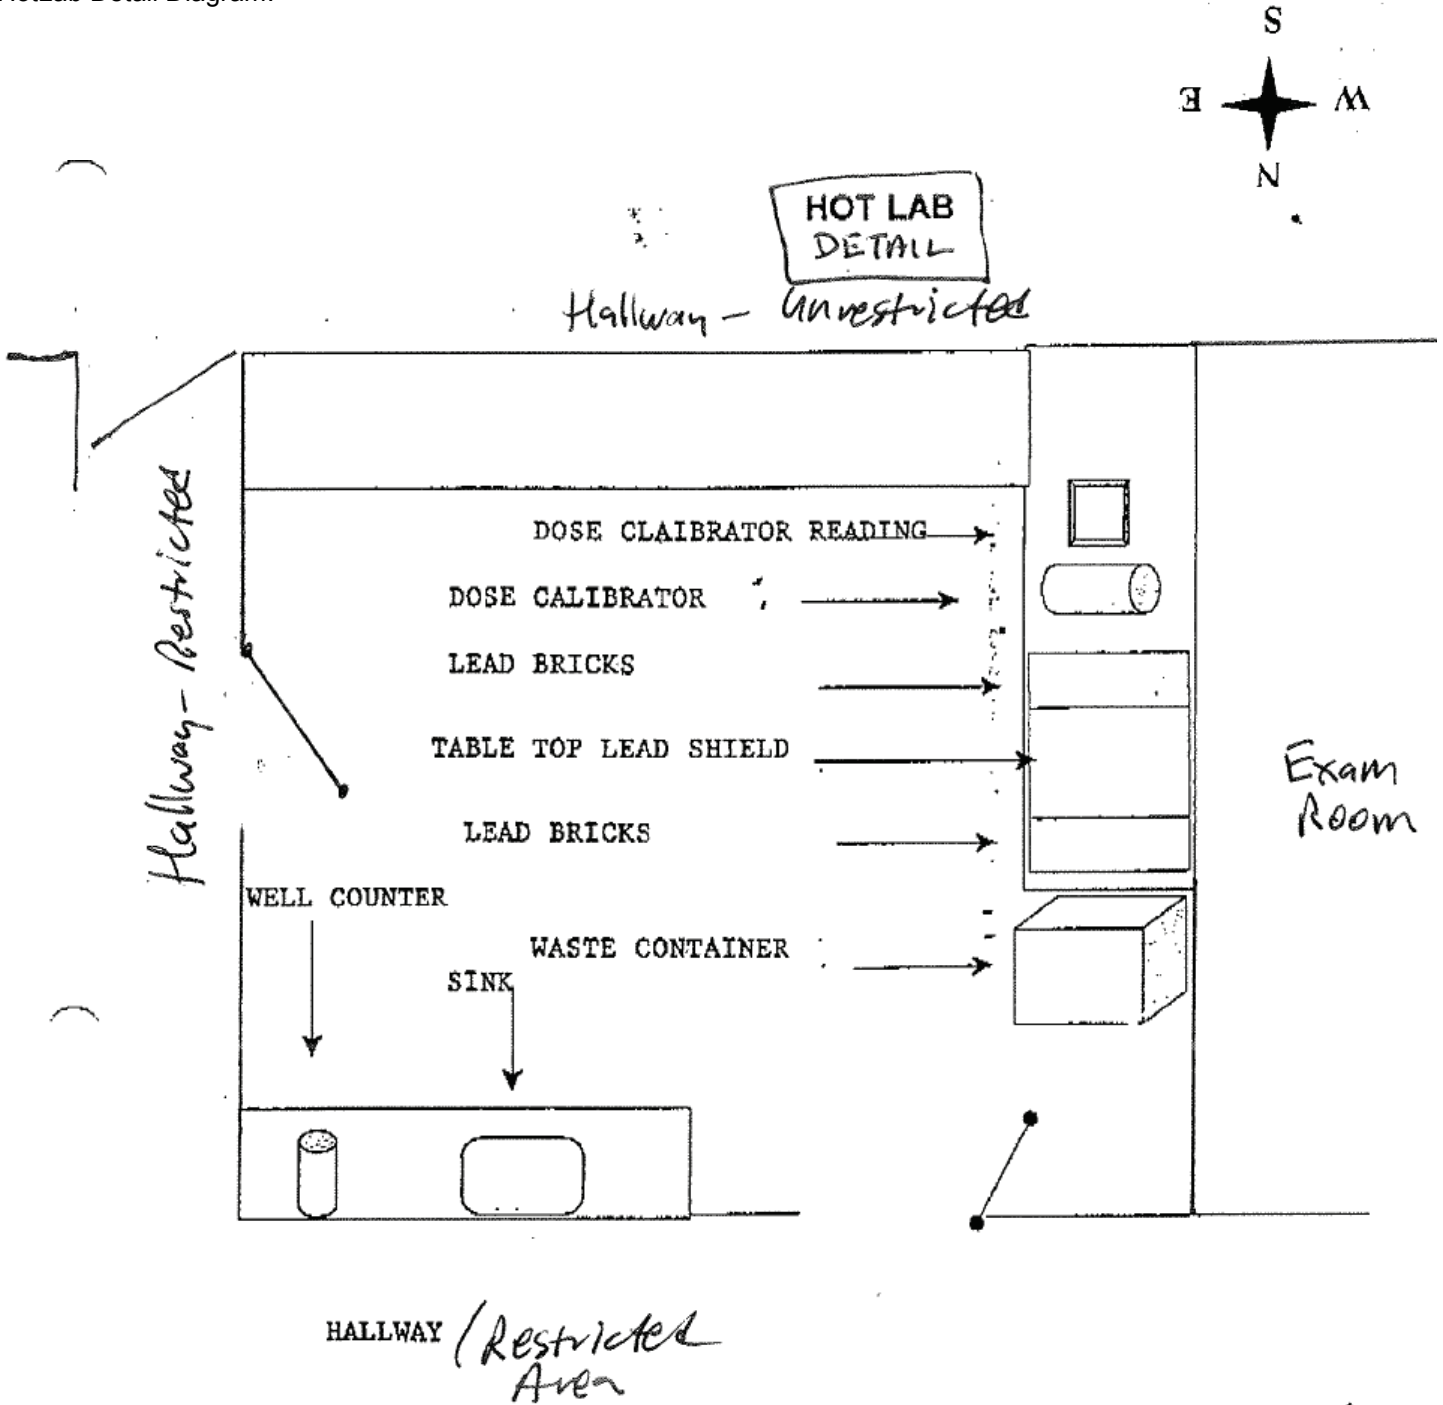 HotLab Detail Diagram:
S
E W
N
HOT LAB
DETAIL
Hallway - Unrestricted
Hallway - Restricted
DOSE CLAIBRATOR READING
DOSE CALIBRATOR
LEAD BRICKS
TABLE TOP LEAD SHIELD
Exam
Room
LEAD BRICKS
WELL COUNTER
WASTE CONTAINER
SINK
HALLWAY (Restricted
Area